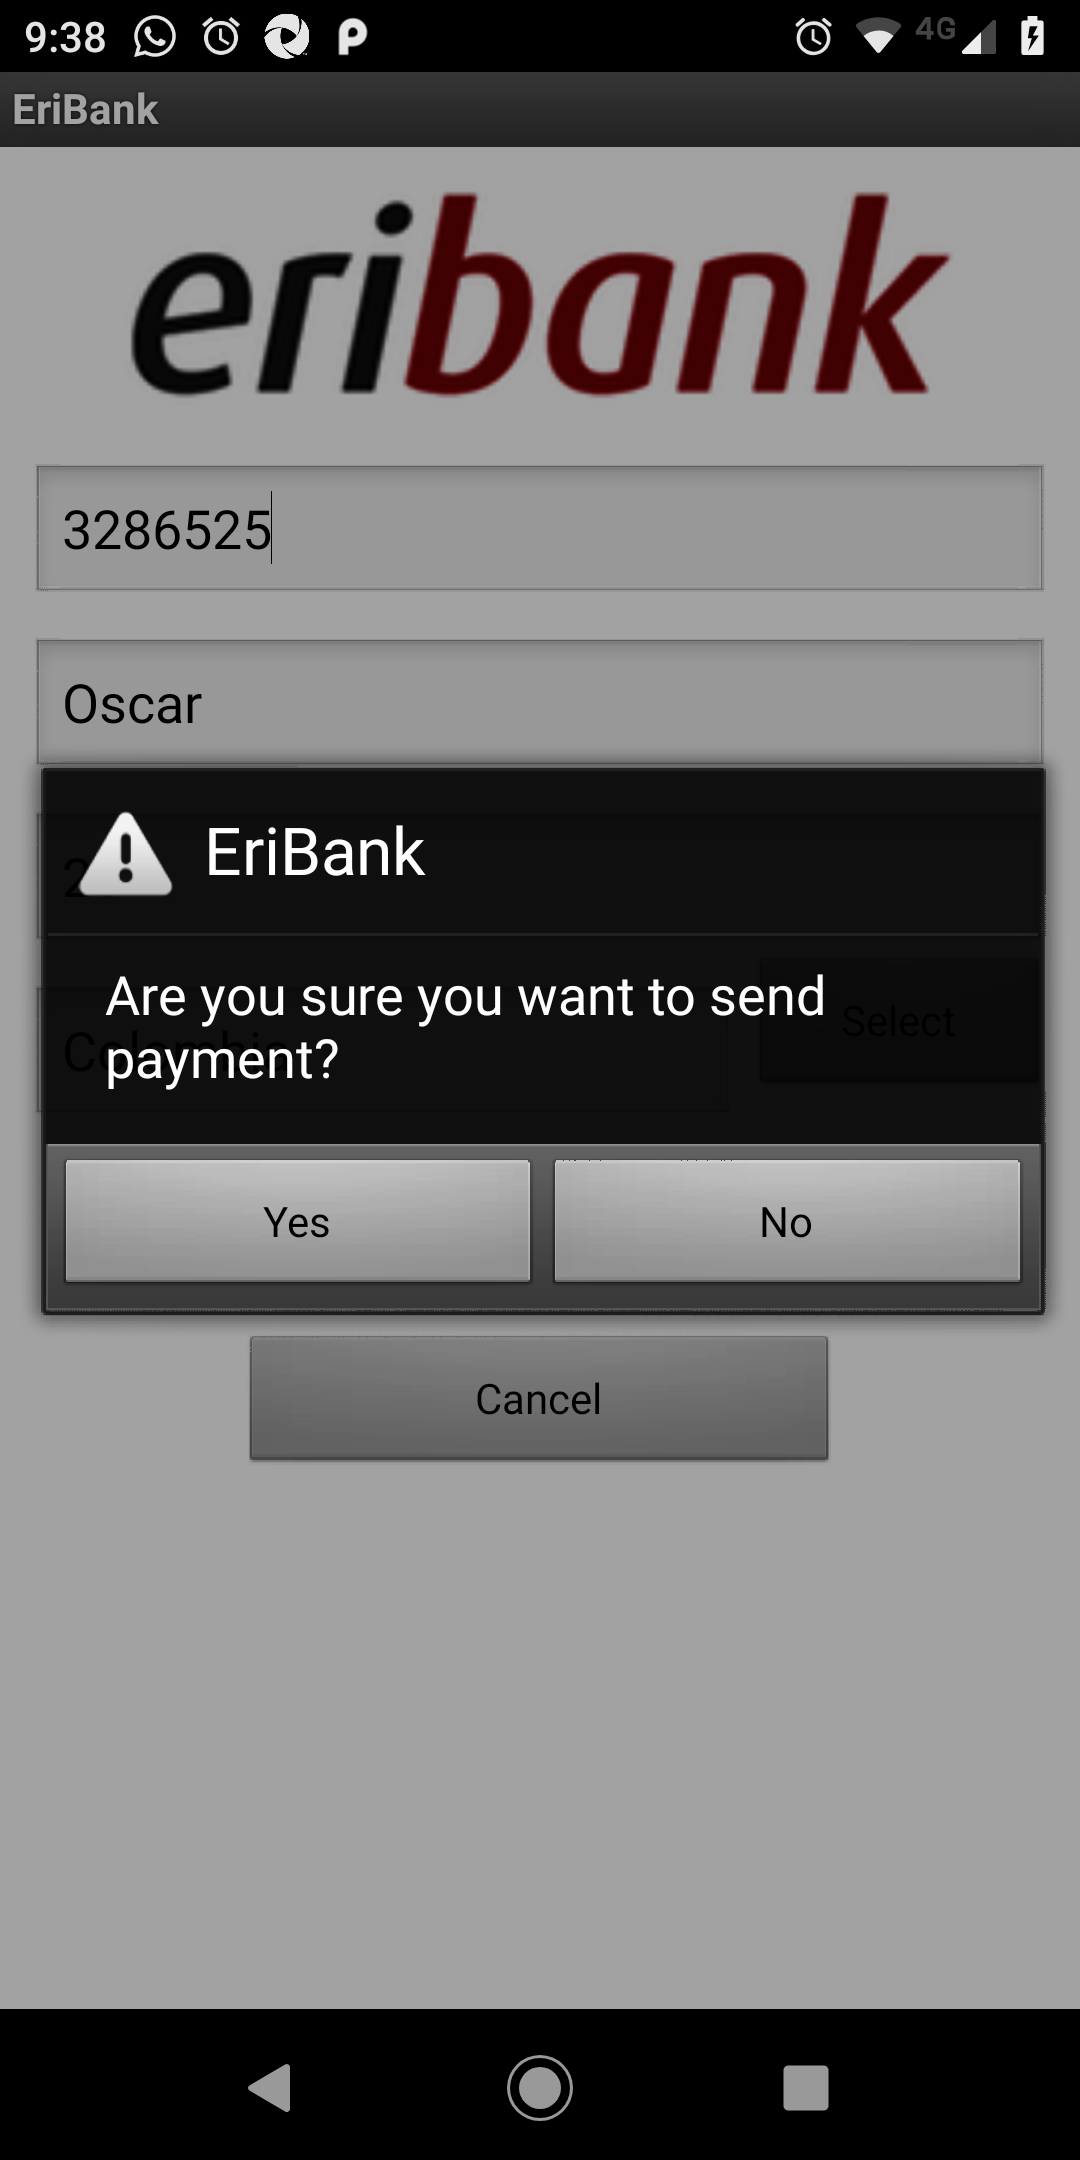 9:38
4G
EriBank
eribank
3286525
Oscar
EriBank
Are you sure you want to send
payment?
Select
Colombia
Yes
No
Cancel